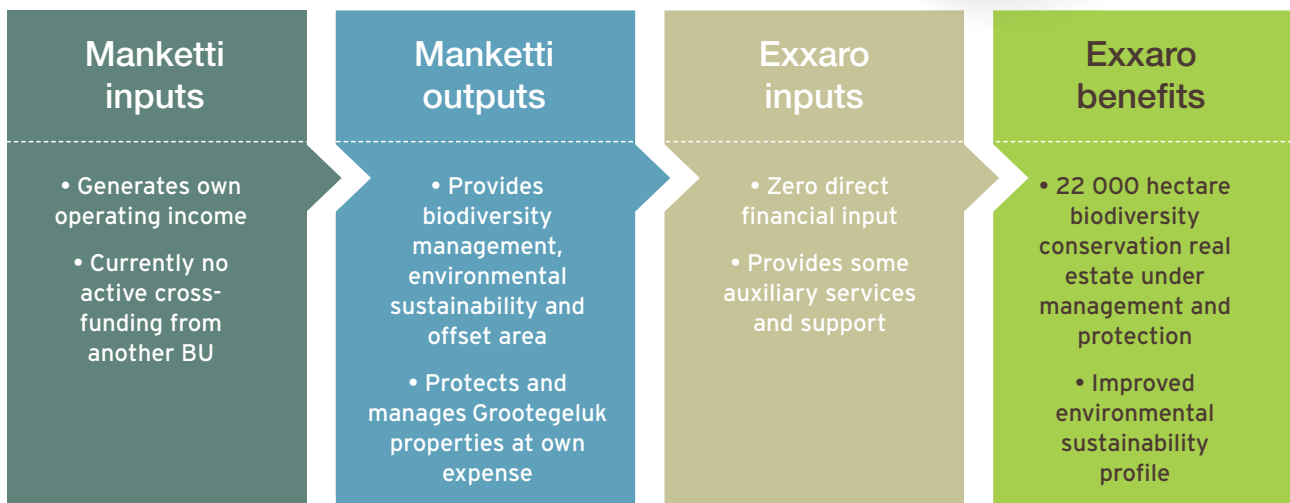 Manketti
inputs
• Generates own
operating income
• Currently no
active cross-
funding from
another BU
Manketti
outputs
• Provides
biodiversity
management,
environmental
sustainability and
offset area
• Protects and
manages Grootegeluk
properties at own
expense
Exxaro
inputs
• Zero direct
financial input
• Provides some
auxiliary services
and support
Exxaro
benefits
• 22 000 hectare
biodiversity
conservation real
estate under
management and
protection
• Improved
environmental
sustainability
profile